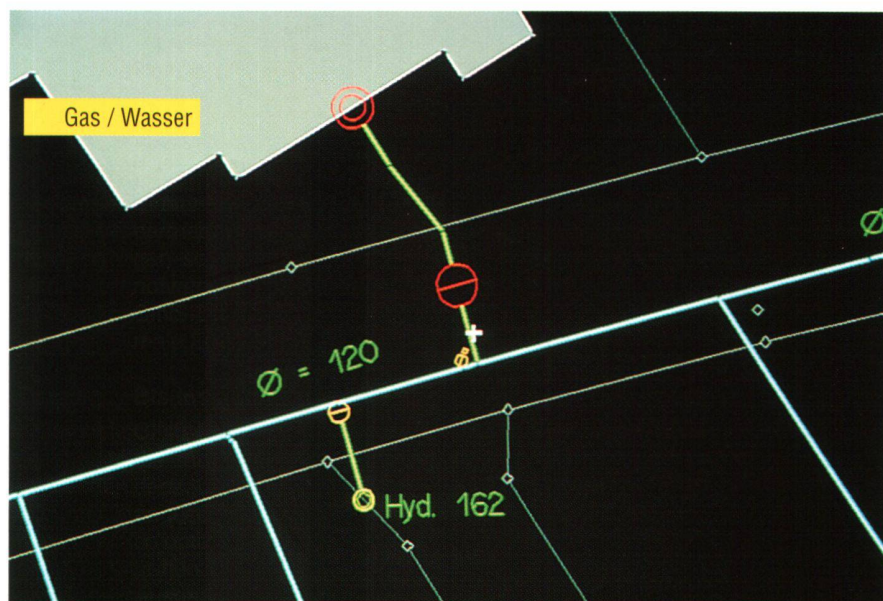 Gas / Wasser
Ø
Ø = 120
Hyd. 162